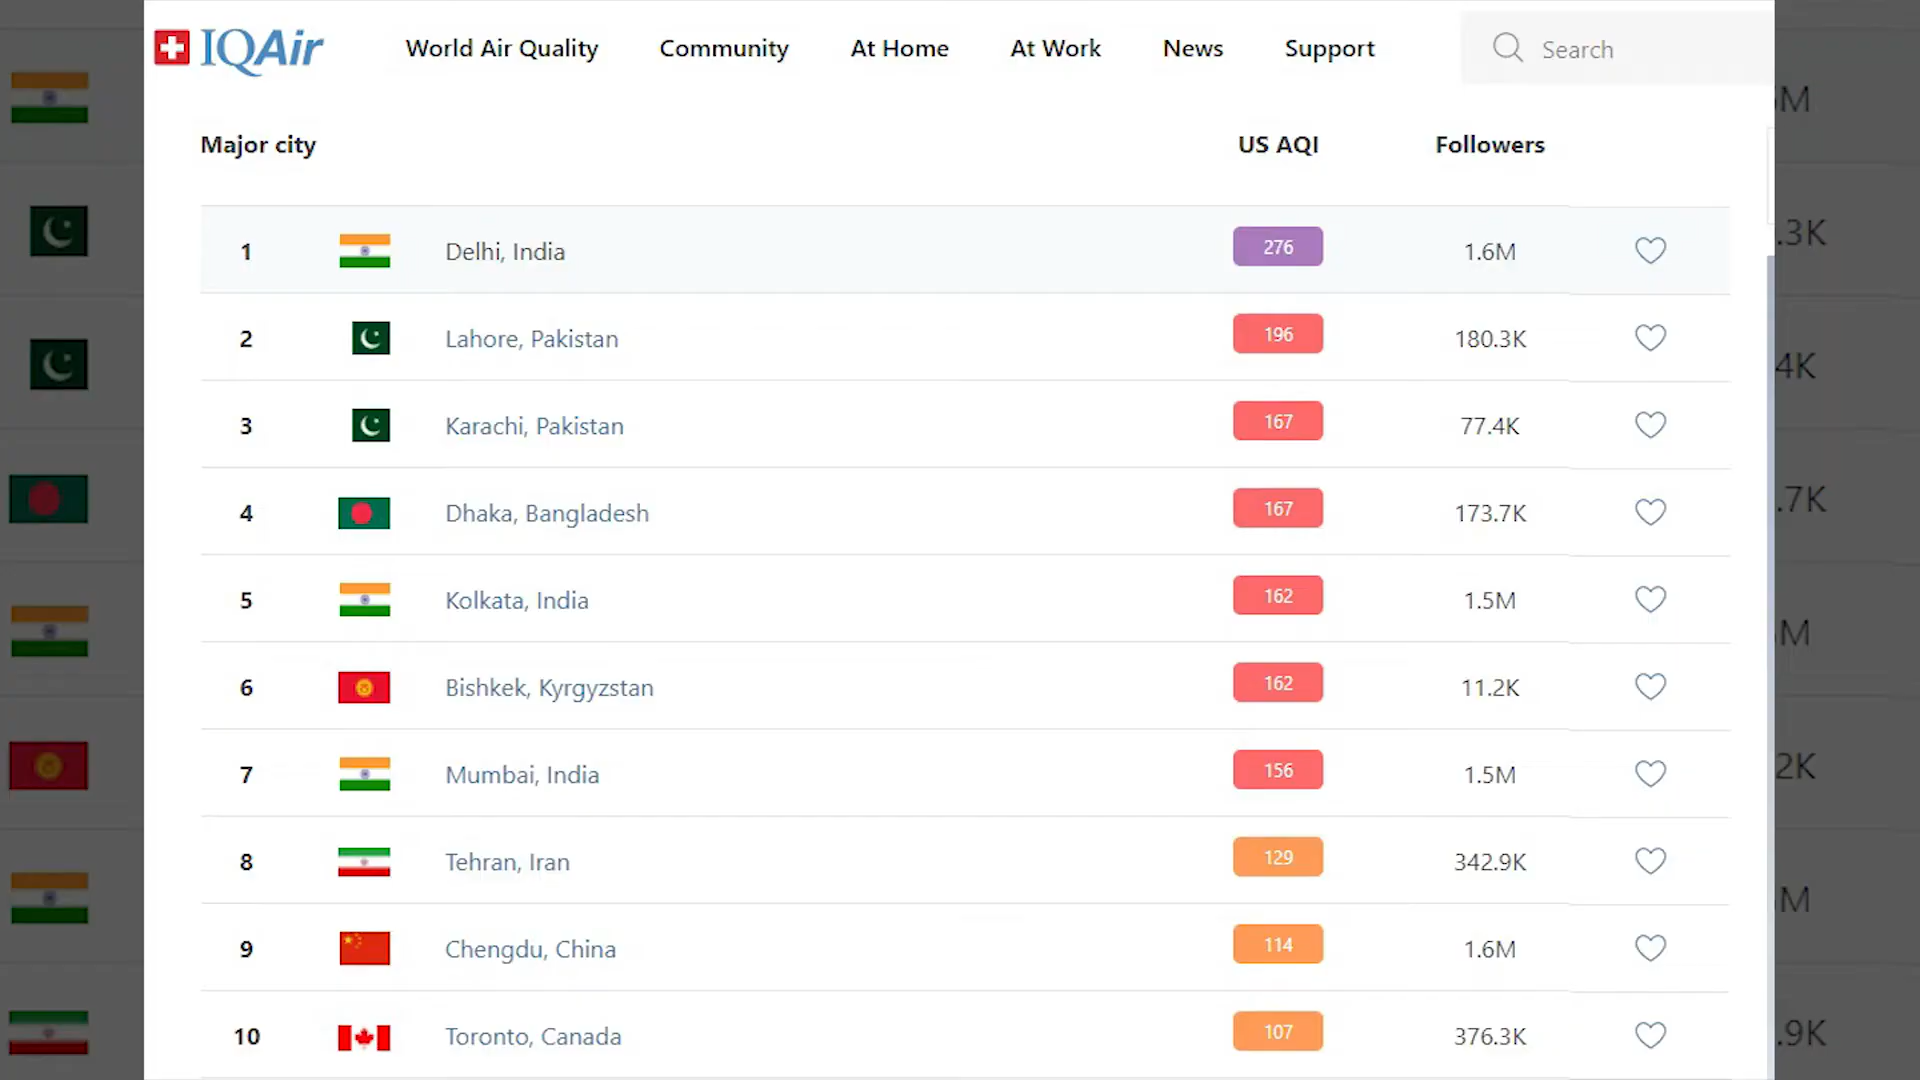 IQAir World Air Quality Community At Home At Work News Support Search
Major city US AQI Followers
1 Delhi, India 276 1.6M
2 Lahore, Pakistan 196 180.3K
3 Karachi, Pakistan 167 77.4K
4 Dhaka, Bangladesh 167 173.7K
5 Kolkata, India 162 1.5M
6 Bishkek, Kyrgyzstan 162 11.2K
7 Mumbai, India 156 1.5M
8 Tehran, Iran 129 342.9K
9 Chengdu, China 114 1.6M
10 Toronto, Canada 107 376.3K